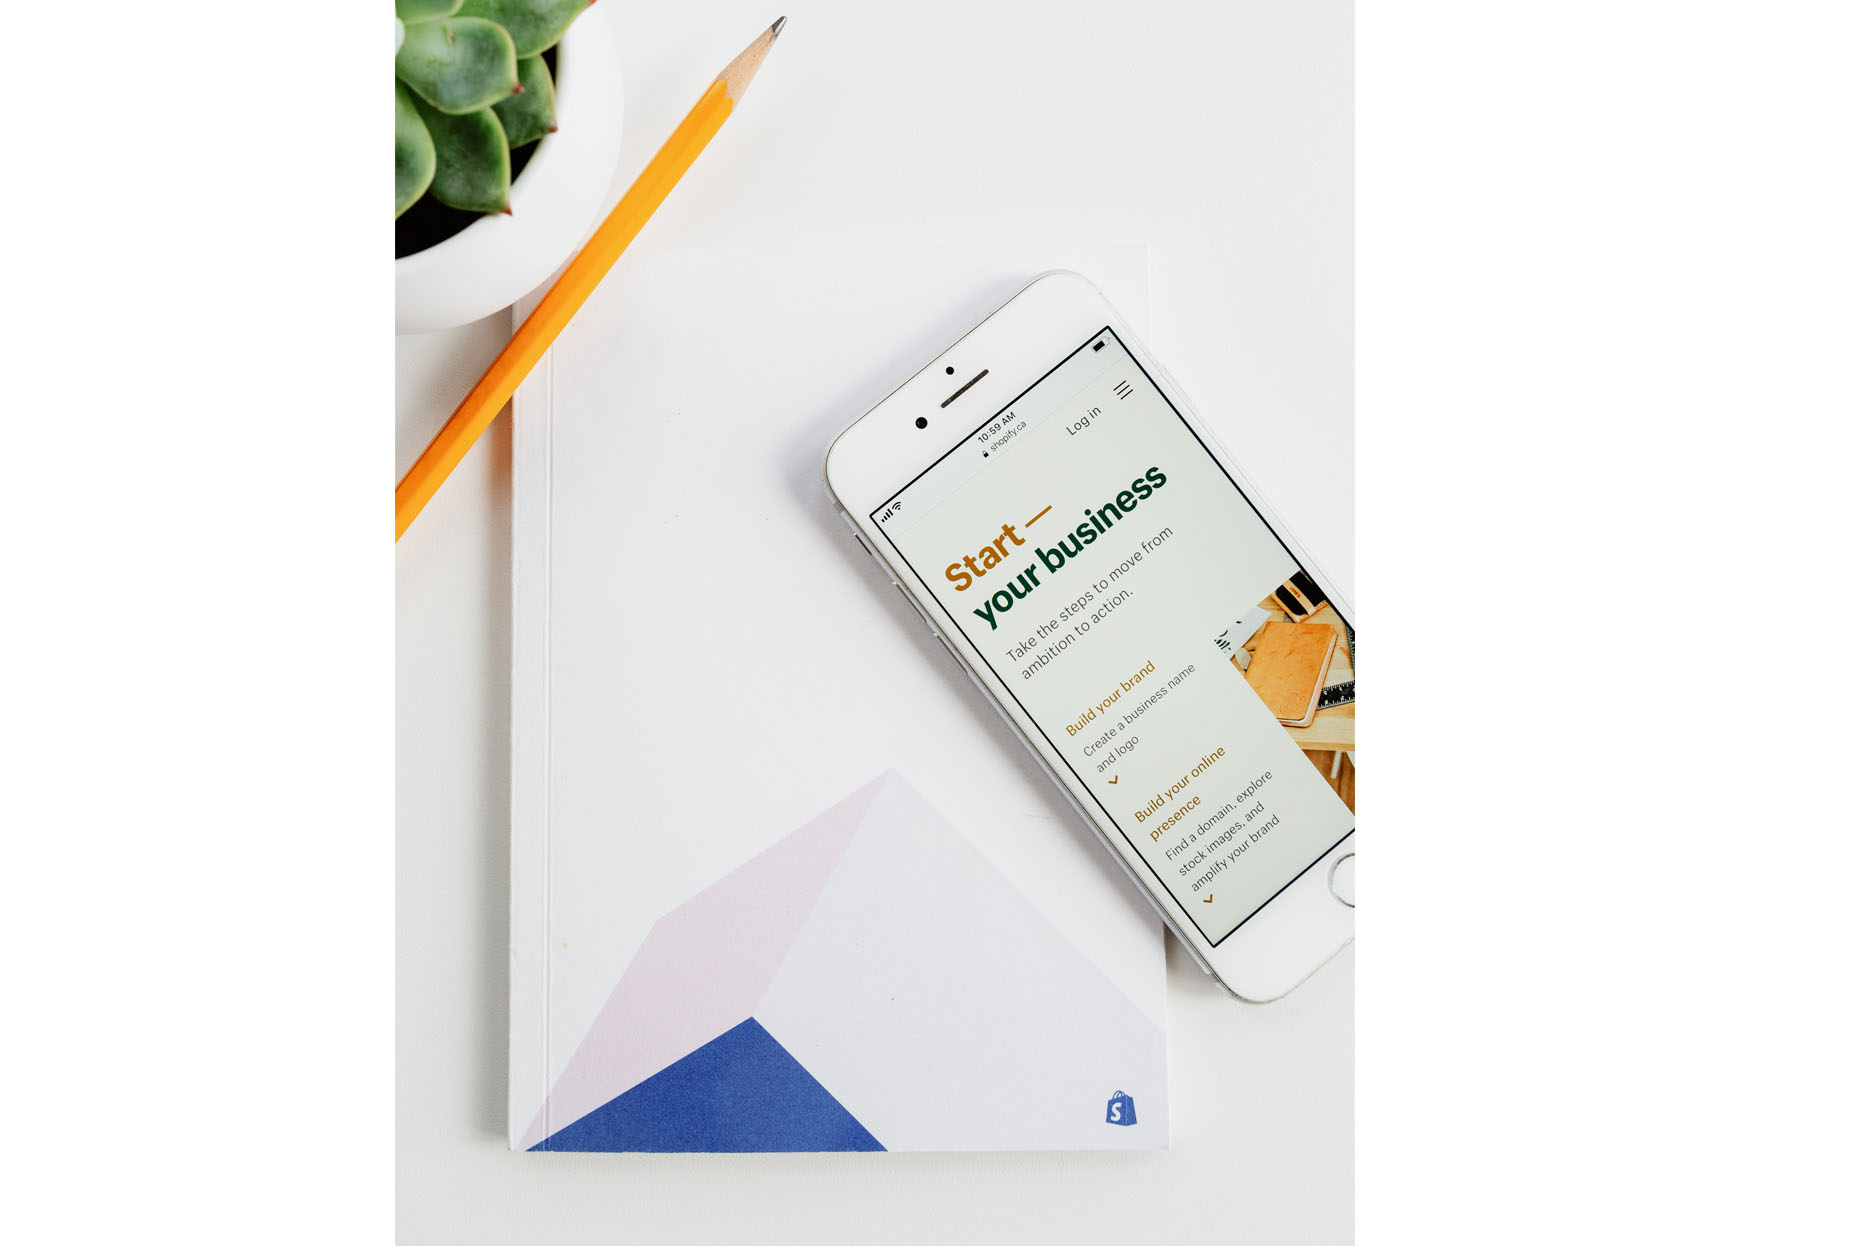 10:59 AM
shopify.ca
Log in
Start —
your business
Take the steps to move from
ambition to action.
Build your brand
Create a business name
and logo
Build your online
presence
Find a domain, explore
stock images, and
amplify your brand
S